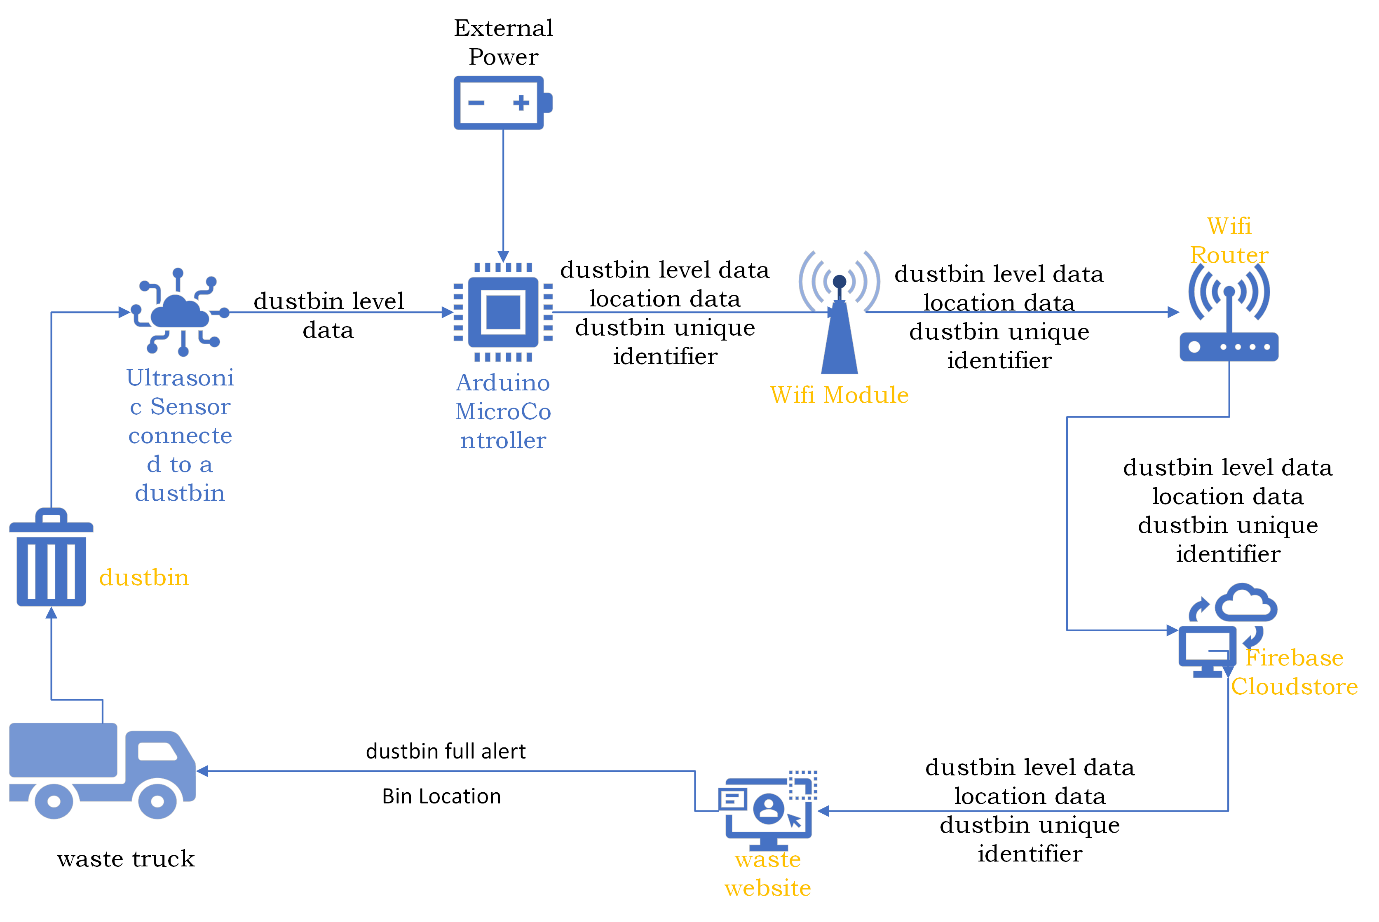 External
Power
Wifi
Router
dustbin level data
location data
dustbin unique
identifier
dustbin level data
location data
dustbin unique
identifier
dustbin level
data
Ultrasoni
c Sensor
connecte
d to a
dustbin
Arduino
MicroCo
ntroller
Wifi Module
dustbin level data
location data
dustbin unique
identifier
dustbin
Firebase
Cloudstore
dustbin full alert
Bin Location
dustbin level data
location data
dustbin unique
identifier
waste truck
waste
website